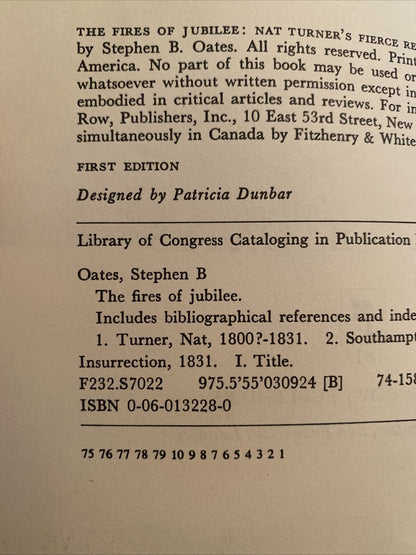 THE FIRES OF JUBILEE: NAT TURNER'S FIERCE RE
by Stephen B. Oates. All rights reserved. Print
America. No part of this book may be used or
whatsoever without written permission except in
embodied in critical articles and reviews. For in
Row, Publishers, Inc., 10 East 53rd Street, New
simultaneously in Canada by Fitzhenry & White
FIRST EDITION
Designed by Patricia Dunbar
Library of Congress Cataloging in Publication
Oates, Stephen B
The fires of jubilee.
Includes bibliographical references and inde
1. Turner, Nat, 1800?-1831. 2. Southampt
Insurrection, 1831. I. Title.
F232.S7022 975.5'55'030924 [B] 74-158
ISBN 0-06-013228-0
75 76 77 78 79 10 9 8 7 6 5 4 3 2 1